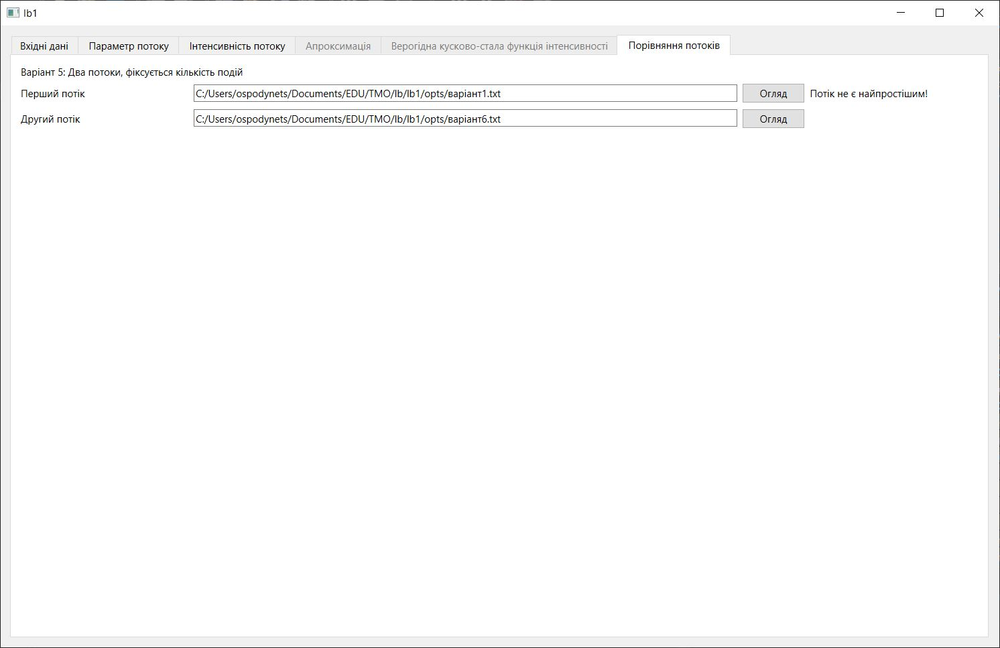 lb1
Вхідні дані Параметр потоку Інтенсивність потоку Апроксимація Верогідна кусково-стала функція інтенсивності Порівняння потоків
Варіант 5: Два потоки, фіксується кількість подій
Перший потік C:/Users/ospodynets/Documents/EDU/TMO/lb/lb1/opts/варіант1.txt Огляд Потік не є найпростішим!
Другий потік C:/Users/ospodynets/Documents/EDU/TMO/lb/lb1/opts/варіант6.txt Огляд